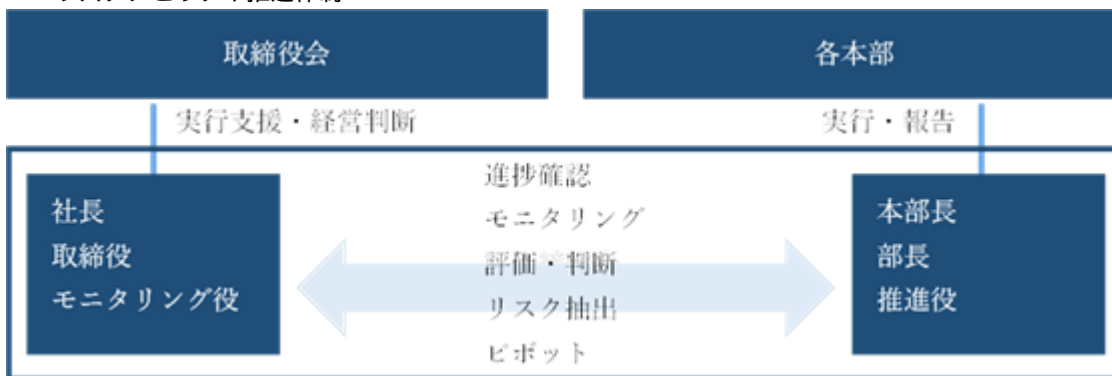 取締役会
各本部
実行支援・経営判断
実行・報告
社長
取締役
モニタリング役
進捗確認
モニタリング
評価・判断
リスク抽出
ピボット
本部長
部長
推進役